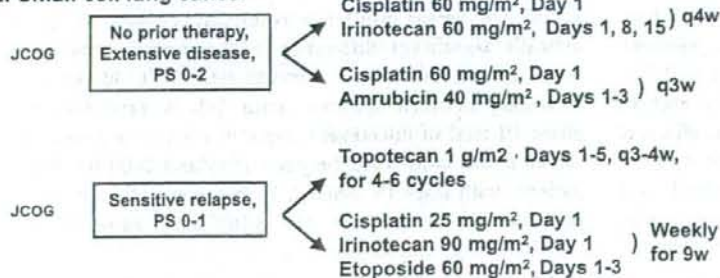 Cisplatin 60 mg/m², Day 1
Irinotecan 60 mg/m², Days 1, 8, 15 ) q4w
JCOG
No prior therapy,
Extensive disease,
PS 0-2
Cisplatin 60 mg/m², Day 1
Amrubicin 40 mg/m², Days 1-3 ) q3w
JCOG
Sensitive relapse,
PS 0-1
Topotecan 1 g/m2 · Days 1-5, q3-4w,
for 4-6 cycles
Cisplatin 25 mg/m², Day 1
Irinotecan 90 mg/m², Day 1
Etoposide 60 mg/m², Days 1-3
) Weekly
for 9w